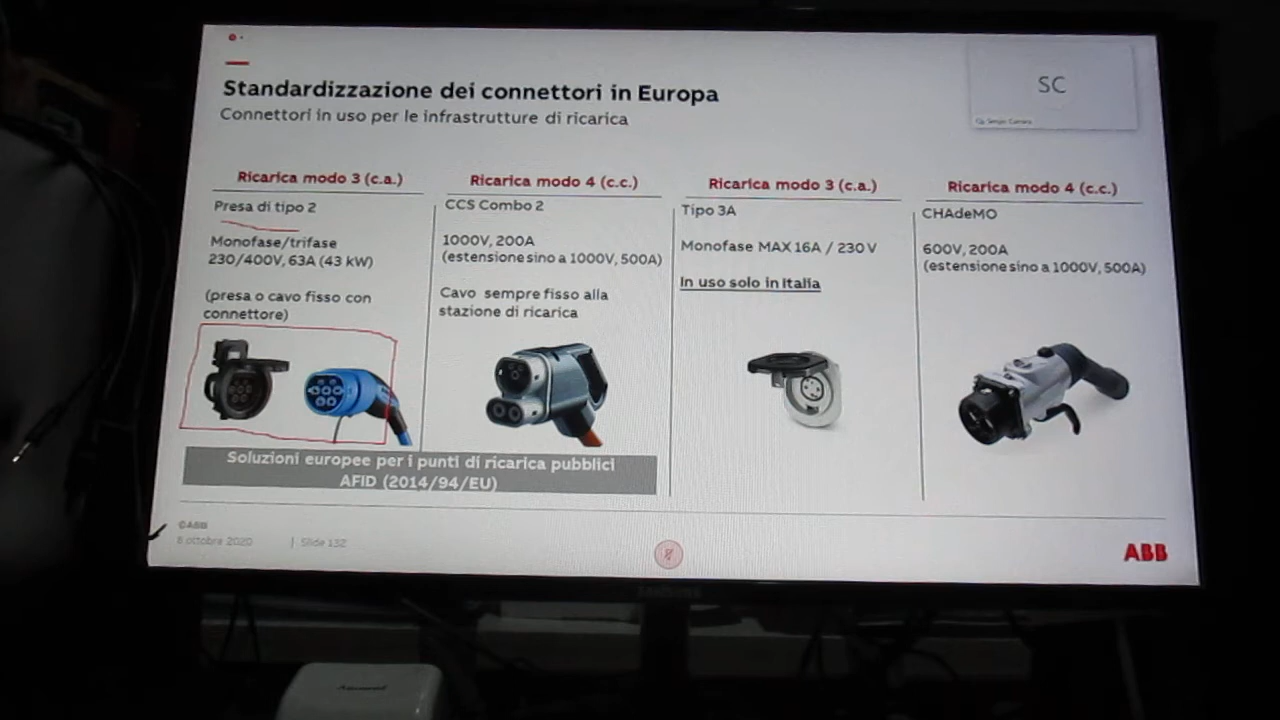 Standardizzazione dei connettori in Europa
Connettori in uso per le infrastrutture di ricarica
SC
Ricarica modo 3 (c.a.)
Presa di tipo 2
Monofase/trifase
230/400V, 63A (43 kW)
(presa o cavo fisso con
connettore)
Ricarica modo 4 (c.c.)
CCS Combo 2
1000V, 200A
(estensione sino a 1000V, 500A)
Cavo sempre fisso alla
stazione di ricarica
Soluzioni europee per i punti di ricarica pubblici
AFID (2014/94/EU)
Ricarica modo 3 (c.a.)
Tipo 3A
Monofase MAX 16A / 230 V
In uso solo in Italia
Ricarica modo 4 (c.c.)
CHAdeMO
600V, 200A
(estensione sino a 1000V, 500A)
©ABB
6 ottobre 2020
| Slide 132
ABB